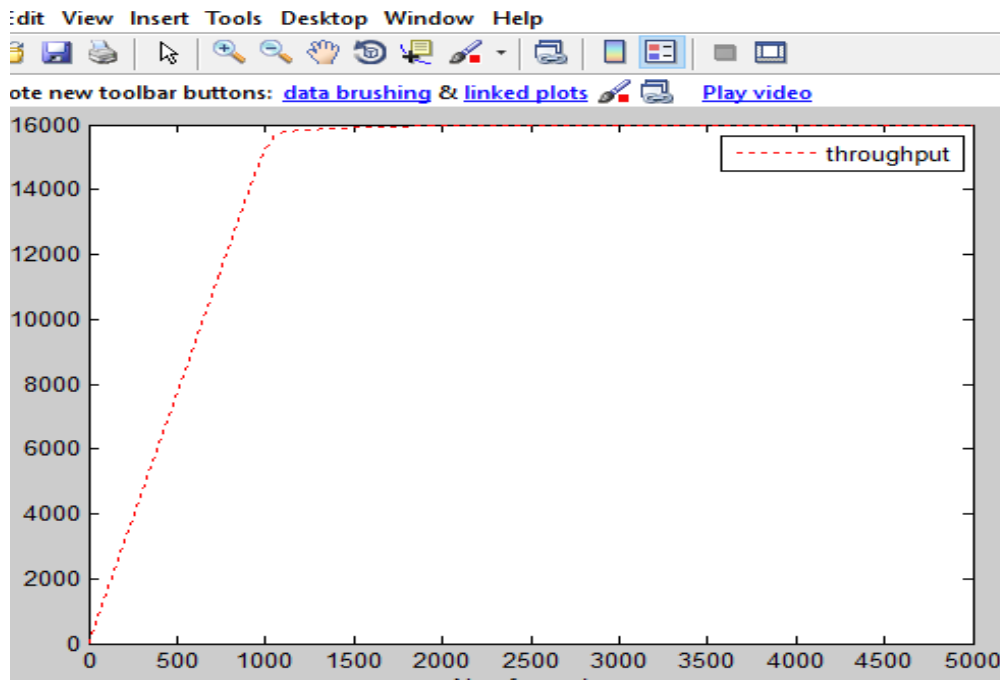 Edit View Insert Tools Desktop Window Help
ote new toolbar buttons: data brushing & linked plots Play video
16000
throughput
14000
12000
10000
8000
6000
4000
2000
0
0 500 1000 1500 2000 2500 3000 3500 4000 4500 5000